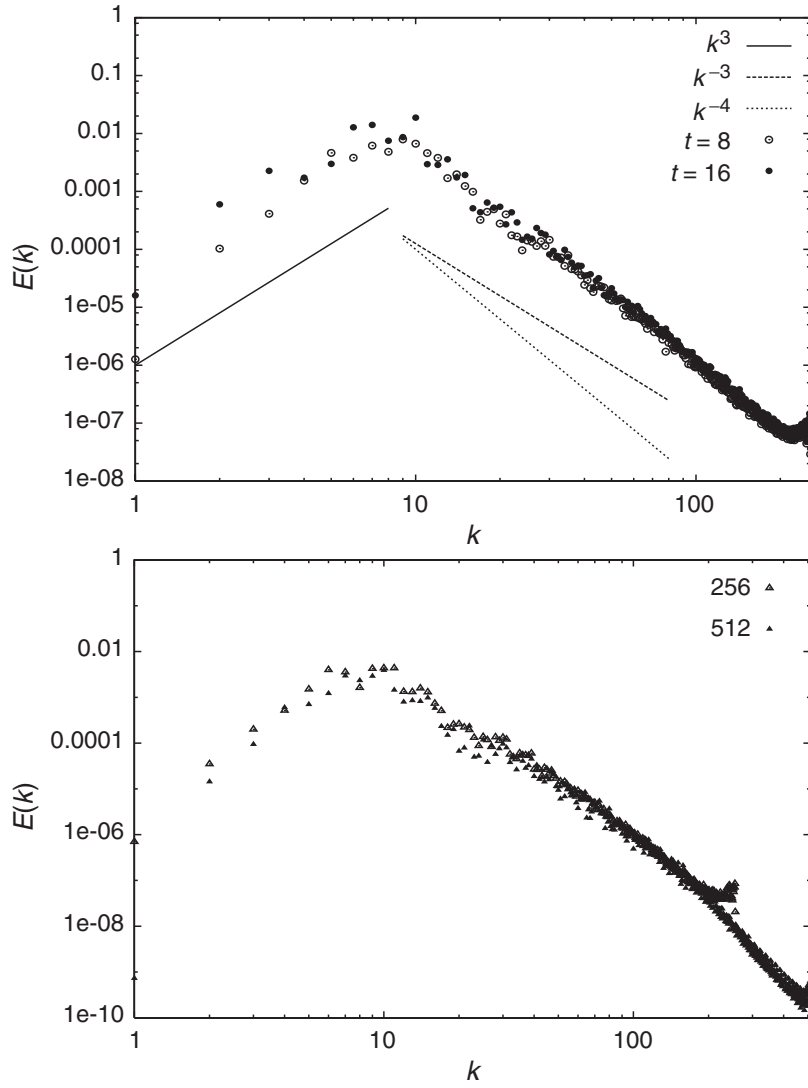 1
0.1
0.01
0.001
0.0001
1e-05
1e-06
1e-07
1e-08
E(k)
k³
k⁻³
k⁻⁴
t = 8
t = 16
1 10 100
k
1
0.01
0.0001
1e-06
1e-08
1e-10
E(k)
256
512
1 10 100
k